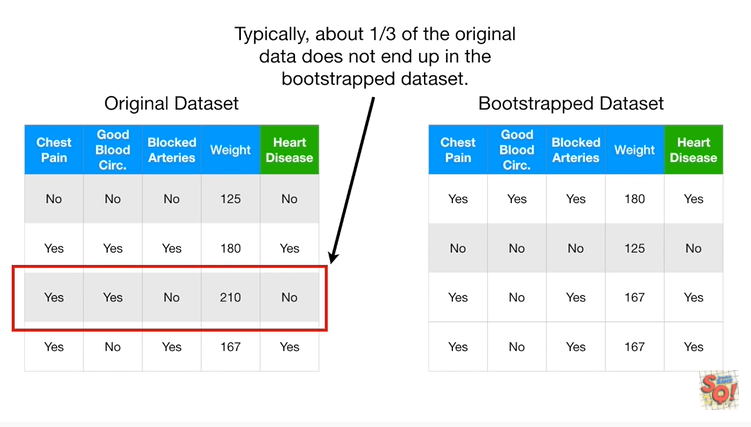 Typically, about 1/3 of the original
data does not end up in the
bootstrapped dataset.
Original Dataset
Chest Pain Good Blood Circ. Blocked Arteries Weight Heart Disease
No No No 125 No
Yes Yes Yes 180 Yes
Yes Yes No 210 No
Yes No Yes 167 Yes
Bootstrapped Dataset
Chest Pain Good Blood Circ. Blocked Arteries Weight Heart Disease
Yes Yes Yes 180 Yes
No No No 125 No
Yes No Yes 167 Yes
Yes No Yes 167 Yes
SQ!